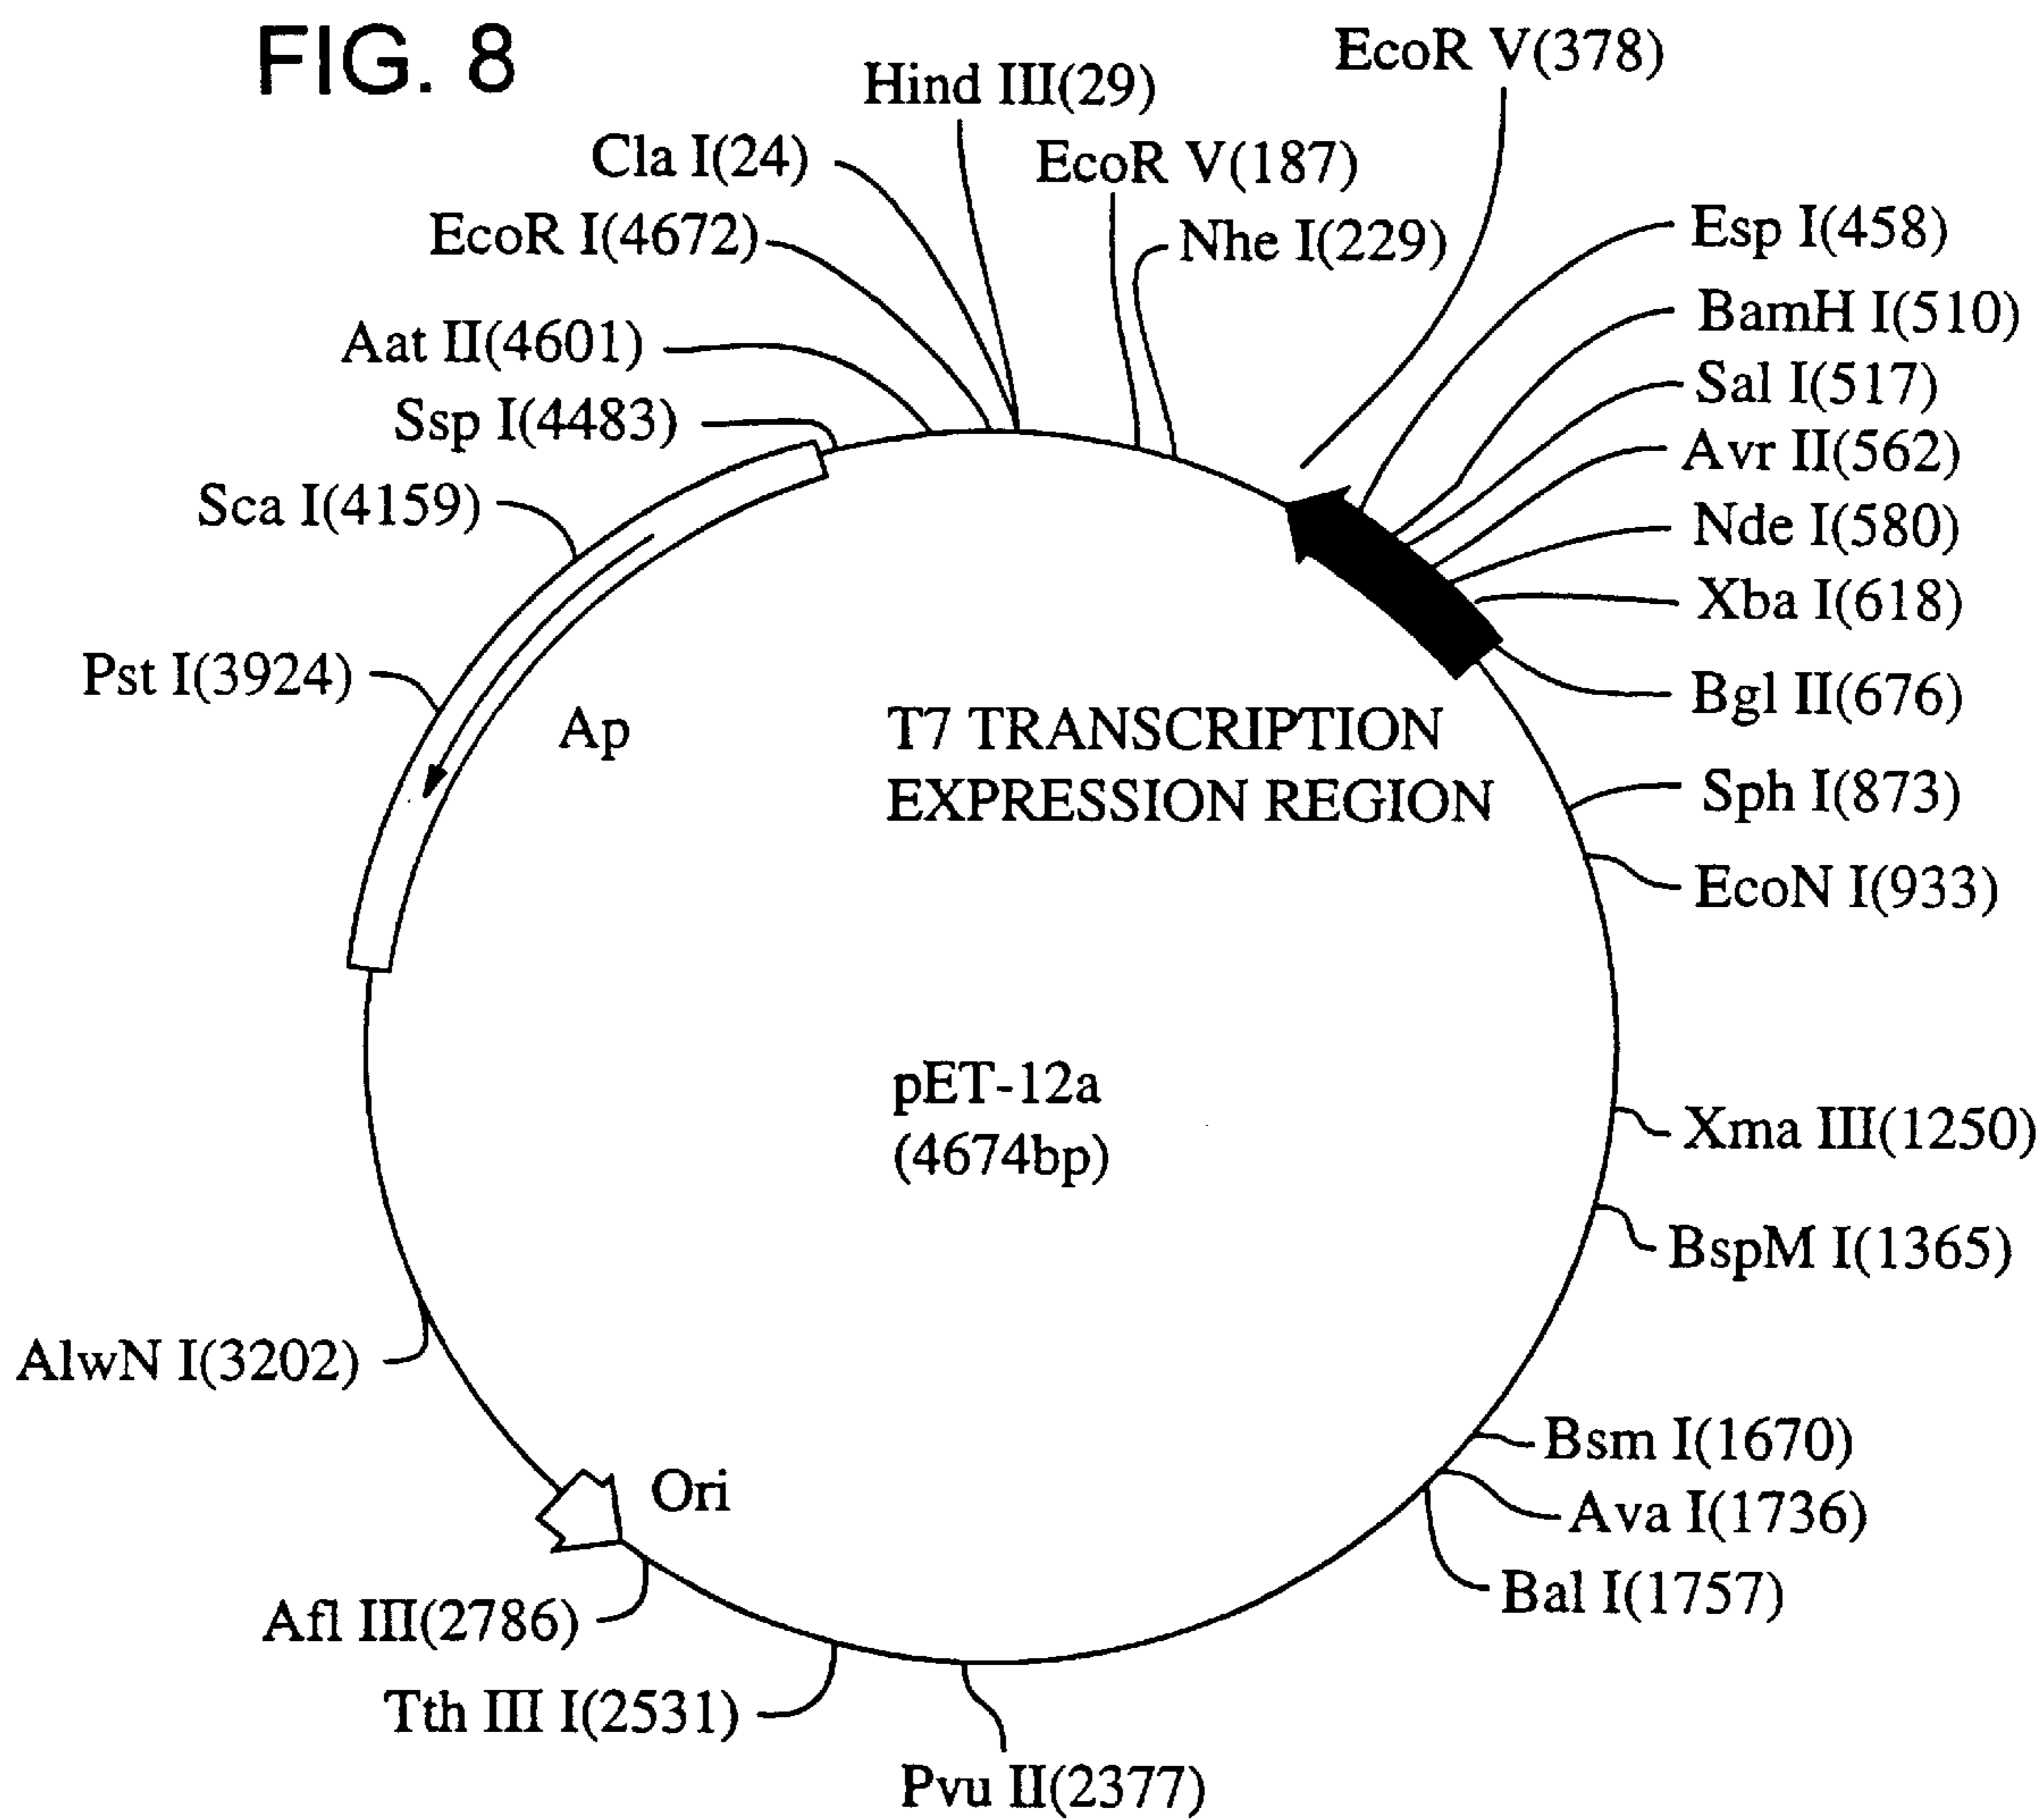 FIG. 8
EcoR V(378)
Hind III(29)
Cla I(24)
EcoR V(187)
EcoR I(4672)
Nhe I(229)
Esp I(458)
BamH I(510)
Aat II(4601)
Sal I(517)
Ssp I(4483)
Avr II(562)
Sca I(4159)
Nde I(580)
Xba I(618)
Pst I(3924)
Bgl II(676)
Ap
T7 TRANSCRIPTION
EXPRESSION REGION
Sph I(873)
EcoN I(933)
pET-12a
(4674bp)
Xma III(1250)
BspM I(1365)
AlwN I(3202)
Bsm I(1670)
Ori
Ava I(1736)
Bal I(1757)
Afl III(2786)
Tth III I(2531)
Pvu II(2377)